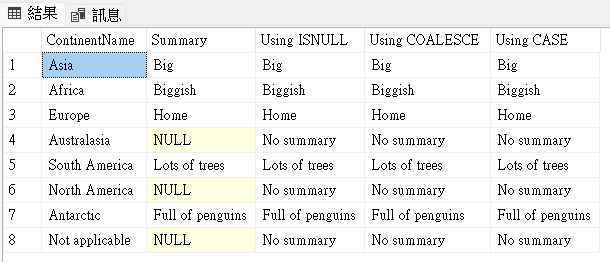 結果 訊息
ContinentName Summary Using ISNULL Using COALESCE Using CASE
1 Asia Big Big Big Big
2 Africa Biggish Biggish Biggish Biggish
3 Europe Home Home Home Home
4 Australasia NULL No summary No summary No summary
5 South America Lots of trees Lots of trees Lots of trees Lots of trees
6 North America NULL No summary No summary No summary
7 Antarctic Full of penguins Full of penguins Full of penguins Full of penguins
8 Not applicable NULL No summary No summary No summary